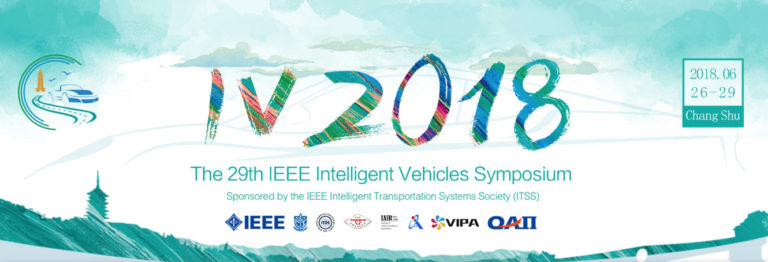 IV2018
2018.06
26-29
Chang Shu
The 29th IEEE Intelligent Vehicles Symposium
Sponsored by the IEEE Intelligent Transportation Systems Society (ITSS)
IEEE
IAIR
VIPA